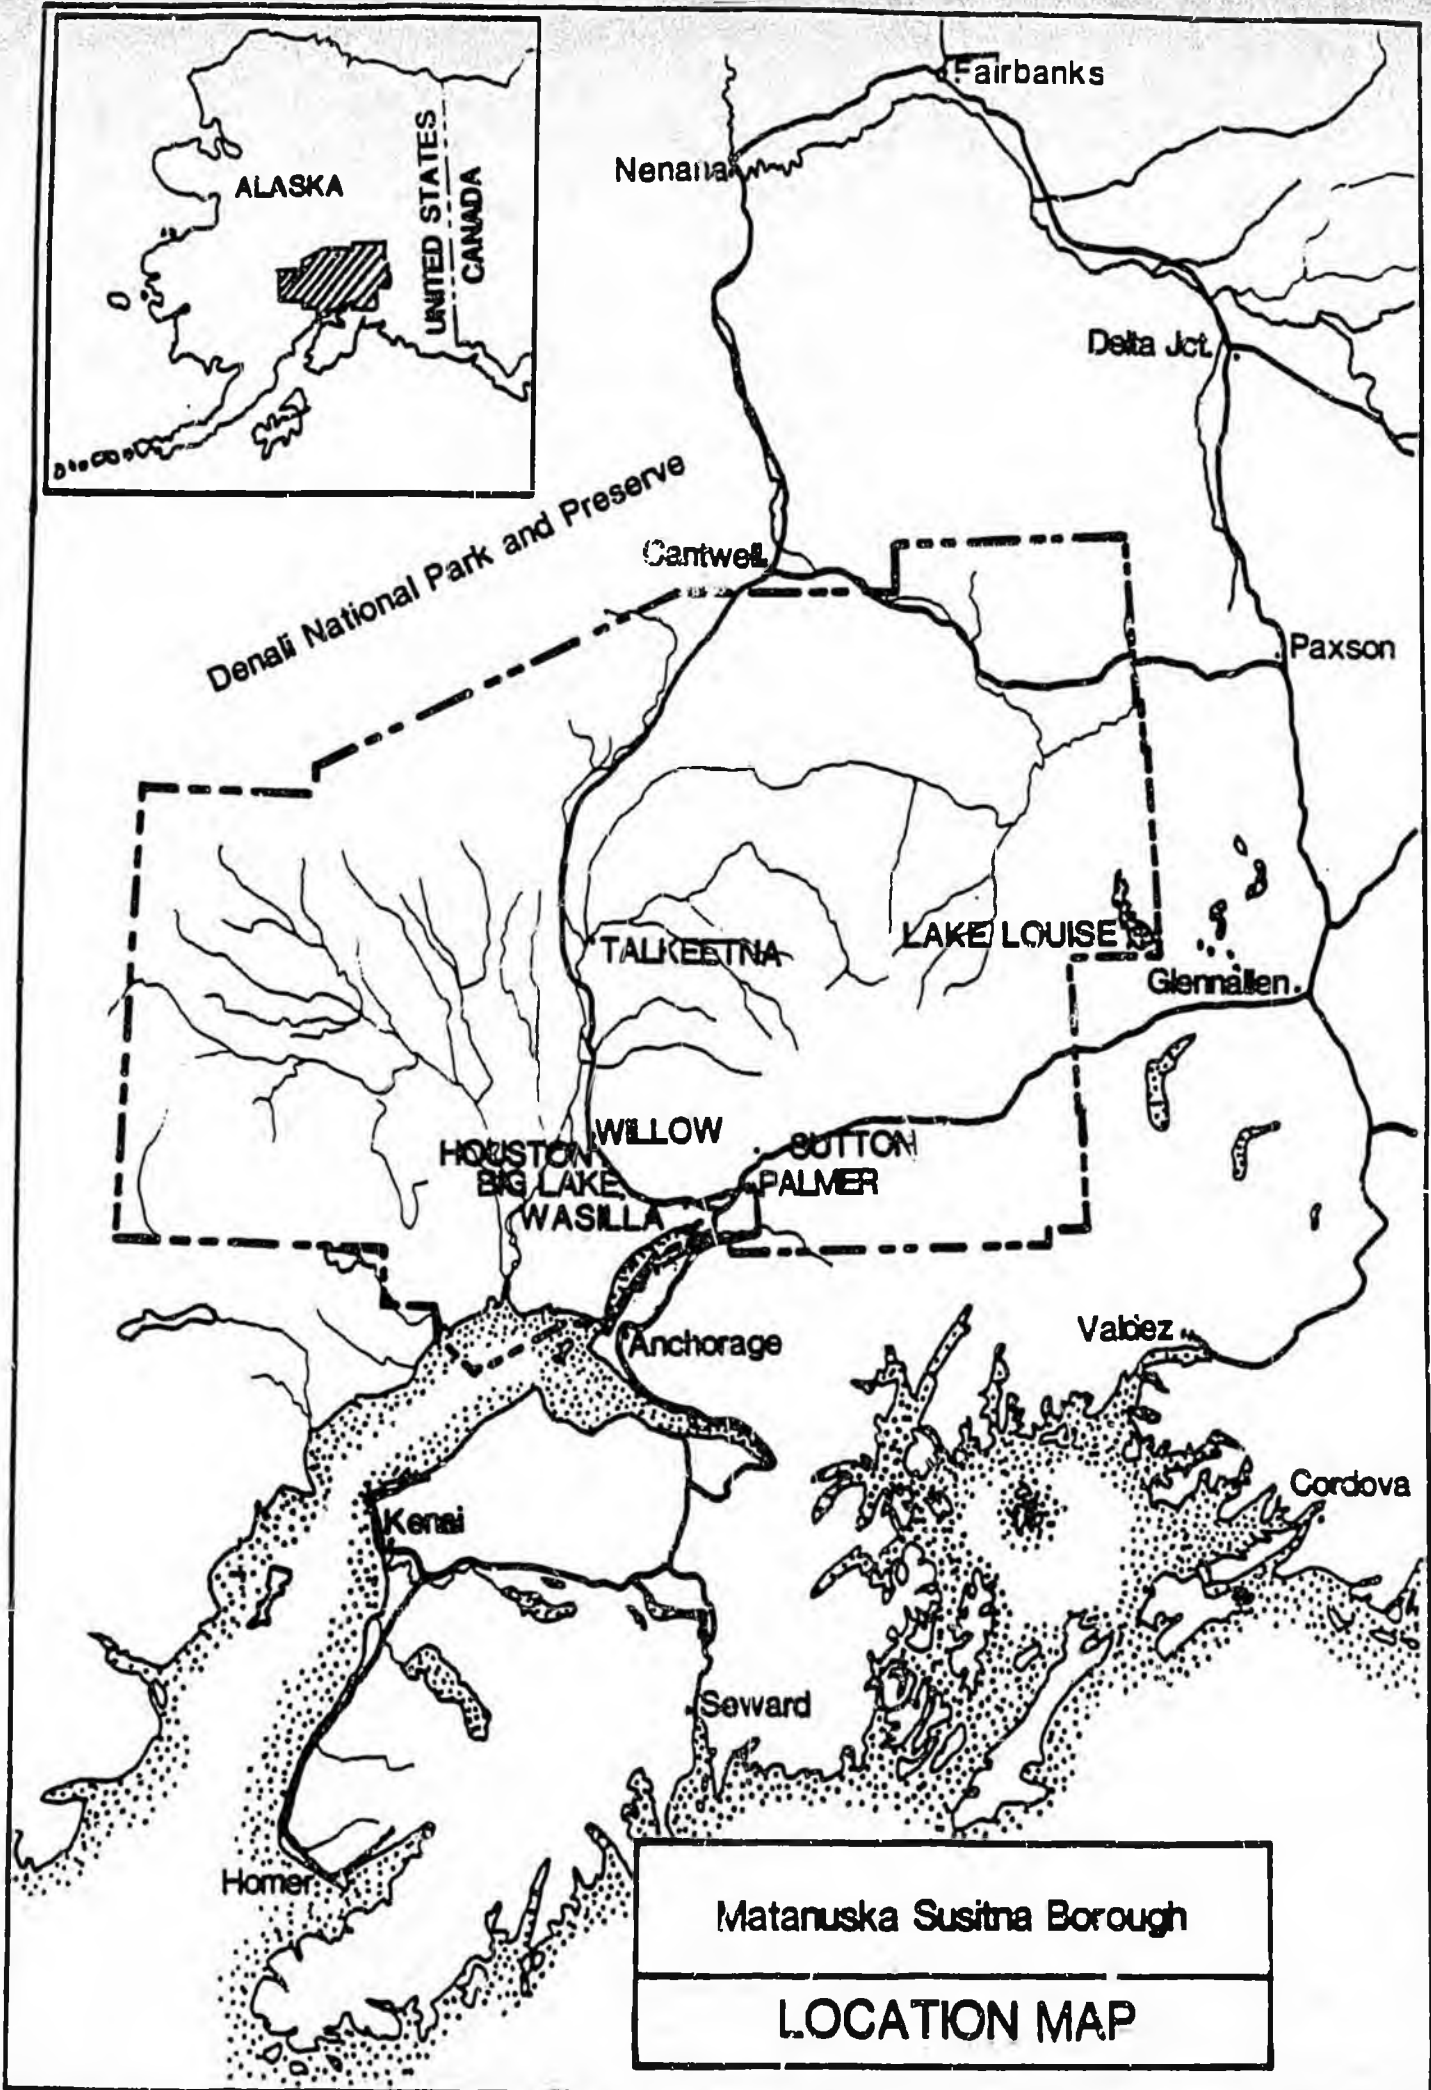 Fairbanks
Nenana
ALASKA
UNITED STATES
CANADA
Delta Jct.
Denali National Park and Preserve
Cantwell
Paxson
TALKEETNA
LAKE LOUISE
Glennallen
WILLOW
HOUSTON
SUTTON
BIG LAKE
PALMER
WASILLA
Anchorage
Valdez
Cordova
Kenai
Seward
Homer
Matanuska Susitna Borough
LOCATION MAP